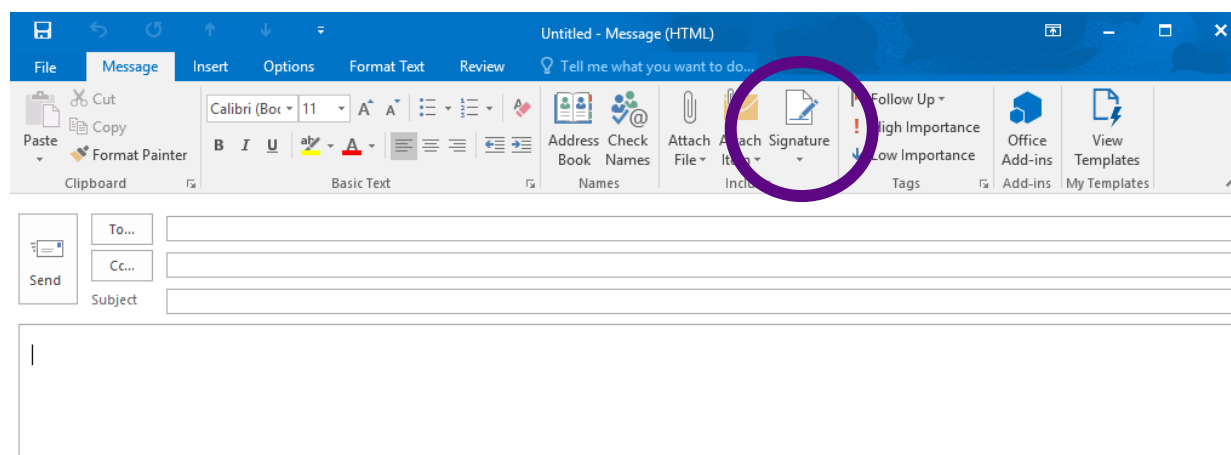 Untitled - Message (HTML)
File Message Insert Options Format Text Review Tell me what you want to do...
Paste
Cut
Copy
Format Painter
Clipboard
Calibri (Boc 11
B I U
Basic Text
Address Book
Check Names
Names
Attach File
Attach Item
Signature
Include
Follow Up
High Importance
Low Importance
Tags
Office Add-ins
Add-ins
View Templates
My Templates
Send
To...
Cc...
Subject